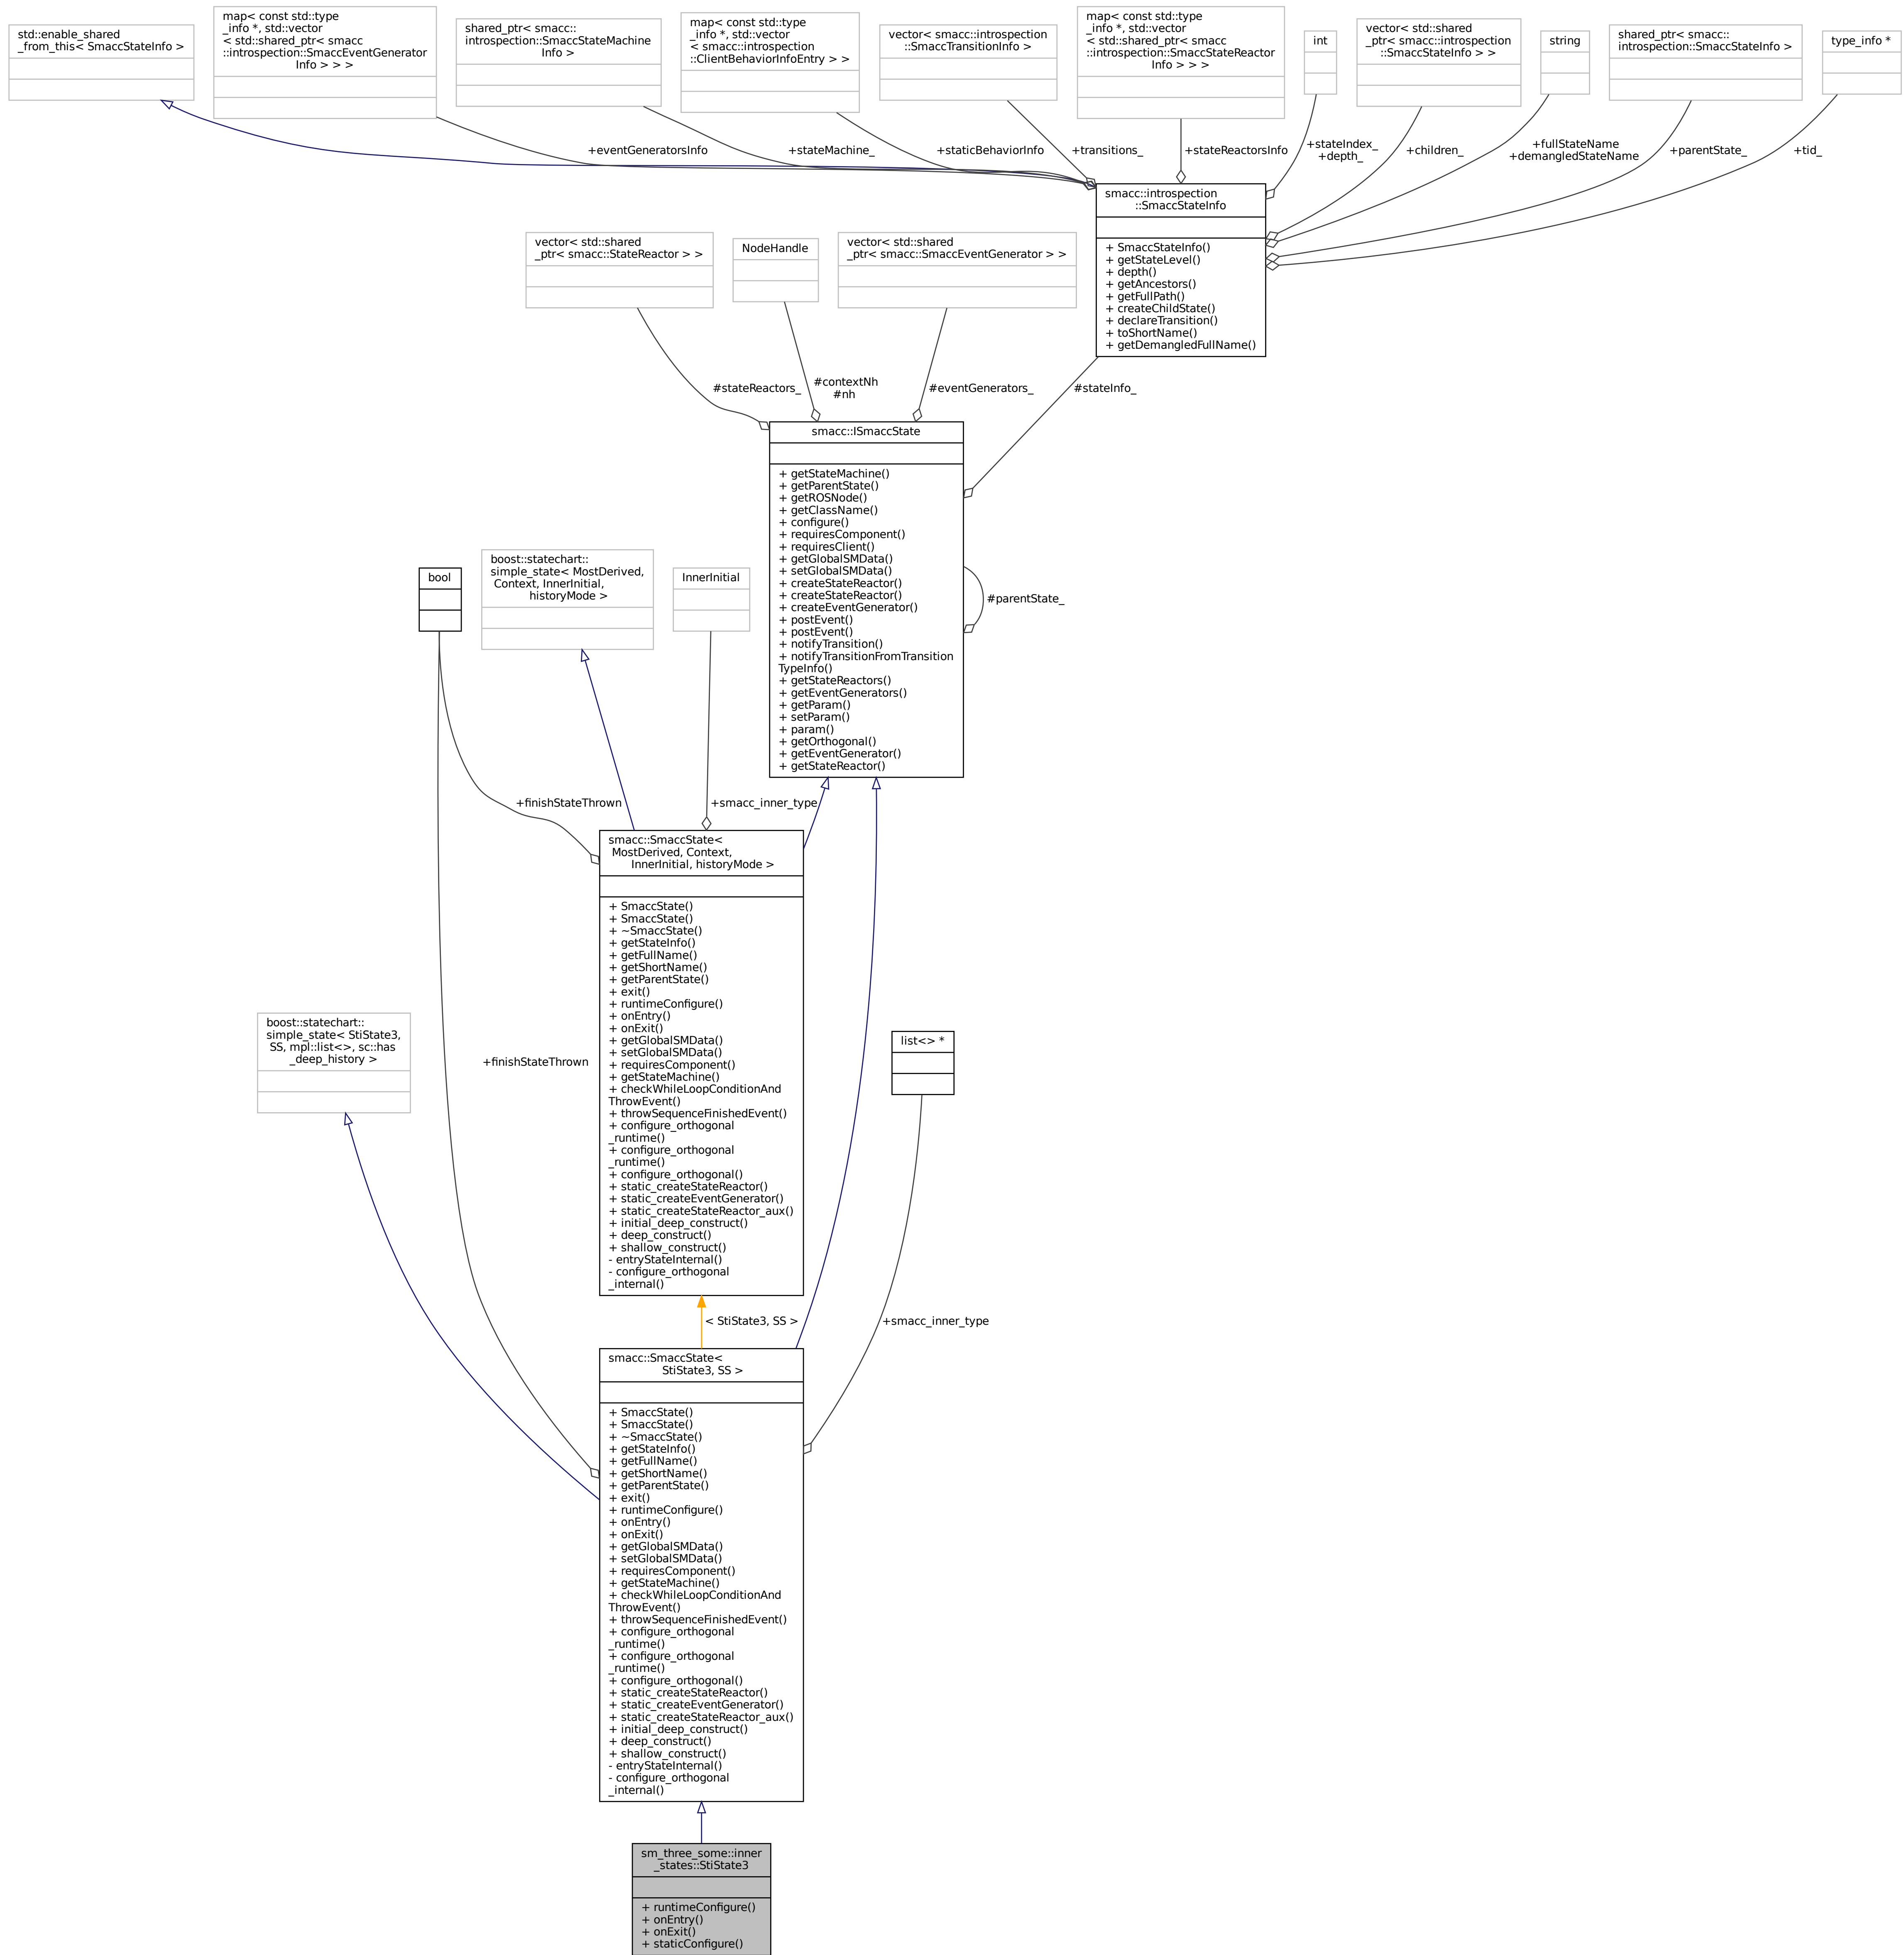 std::enable_shared
_from_this< SmaccStateInfo >
map< const std::type
_info *, std::vector
< std::shared_ptr< smacc
::introspection::SmaccEventGenerator
Info > > >
shared_ptr< smacc::
introspection::SmaccStateMachine
Info >
map< const std::type
_info *, std::vector
< smacc::introspection
::ClientBehaviorInfoEntry > >
vector< smacc::introspection
::SmaccTransitionInfo >
map< const std::type
_info *, std::vector
< std::shared_ptr< smacc
::introspection::SmaccStateReactor
Info > > >
int
vector< std::shared
_ptr< smacc::introspection
::SmaccStateInfo > >
string
shared_ptr< smacc::
introspection::SmaccStateInfo >
type_info *
+eventGeneratorsInfo
+stateMachine_
+staticBehaviorInfo
+transitions_
+stateReactorsInfo
+stateIndex_
+depth_
+children_
+fullStateName
+demangledStateName
+parentState_
+tid_
smacc::introspection
::SmaccStateInfo
+ SmaccStateInfo()
+ getStateLevel()
+ depth()
+ getAncestors()
+ getFullPath()
+ createChildState()
+ declareTransition()
+ toShortName()
+ getDemangledFullName()
vector< std::shared
_ptr< smacc::StateReactor > >
NodeHandle
vector< std::shared
_ptr< smacc::SmaccEventGenerator > >
#stateReactors_
#contextNh
#nh
#eventGenerators_
#stateInfo_
smacc::ISmaccState
+ getStateMachine()
+ getParentState()
+ getROSNode()
+ getClassName()
+ configure()
+ requiresComponent()
+ requiresClient()
+ getGlobalSMData()
+ setGlobalSMData()
+ createStateReactor()
+ createStateReactor()
+ createEventGenerator()
+ postEvent()
+ postEvent()
+ notifyTransition()
+ notifyTransitionFromTransition
TypeInfo()
+ getStateReactors()
+ getEventGenerators()
+ getParam()
+ setParam()
+ param()
+ getOrthogonal()
+ getEventGenerator()
+ getStateReactor()
#parentState_
bool
boost::statechart::
simple_state< MostDerived,
Context, InnerInitial,
historyMode >
InnerInitial
+finishStateThrown
+smacc_inner_type
smacc::SmaccState<
MostDerived, Context,
InnerInitial, historyMode >
+ SmaccState()
+ SmaccState()
+ ~SmaccState()
+ getStateInfo()
+ getFullName()
+ getShortName()
+ getParentState()
+ exit()
+ runtimeConfigure()
+ onEntry()
+ onExit()
+ getGlobalSMData()
+ setGlobalSMData()
+ requiresComponent()
+ getStateMachine()
+ checkWhileLoopConditionAnd
ThrowEvent()
+ throwSequenceFinishedEvent()
+ configure_orthogonal
_runtime()
+ configure_orthogonal
_runtime()
+ configure_orthogonal()
+ static_createStateReactor()
+ static_createEventGenerator()
+ static_createStateReactor_aux()
+ initial_deep_construct()
+ deep_construct()
+ shallow_construct()
- entryStateInternal()
- configure_orthogonal
_internal()
boost::statechart::
simple_state< StiState3,
SS, mpl::list<>, sc::has
_deep_history >
+finishStateThrown
list<> *
< StiState3, SS >
+smacc_inner_type
smacc::SmaccState<
StiState3, SS >
+ SmaccState()
+ SmaccState()
+ ~SmaccState()
+ getStateInfo()
+ getFullName()
+ getShortName()
+ getParentState()
+ exit()
+ runtimeConfigure()
+ onEntry()
+ onExit()
+ getGlobalSMData()
+ setGlobalSMData()
+ requiresComponent()
+ getStateMachine()
+ checkWhileLoopConditionAnd
ThrowEvent()
+ throwSequenceFinishedEvent()
+ configure_orthogonal
_runtime()
+ configure_orthogonal
_runtime()
+ configure_orthogonal()
+ static_createStateReactor()
+ static_createEventGenerator()
+ static_createStateReactor_aux()
+ initial_deep_construct()
+ deep_construct()
+ shallow_construct()
- entryStateInternal()
- configure_orthogonal
_internal()
sm_three_some::inner
_states::StiState3
+ runtimeConfigure()
+ onEntry()
+ onExit()
+ staticConfigure()